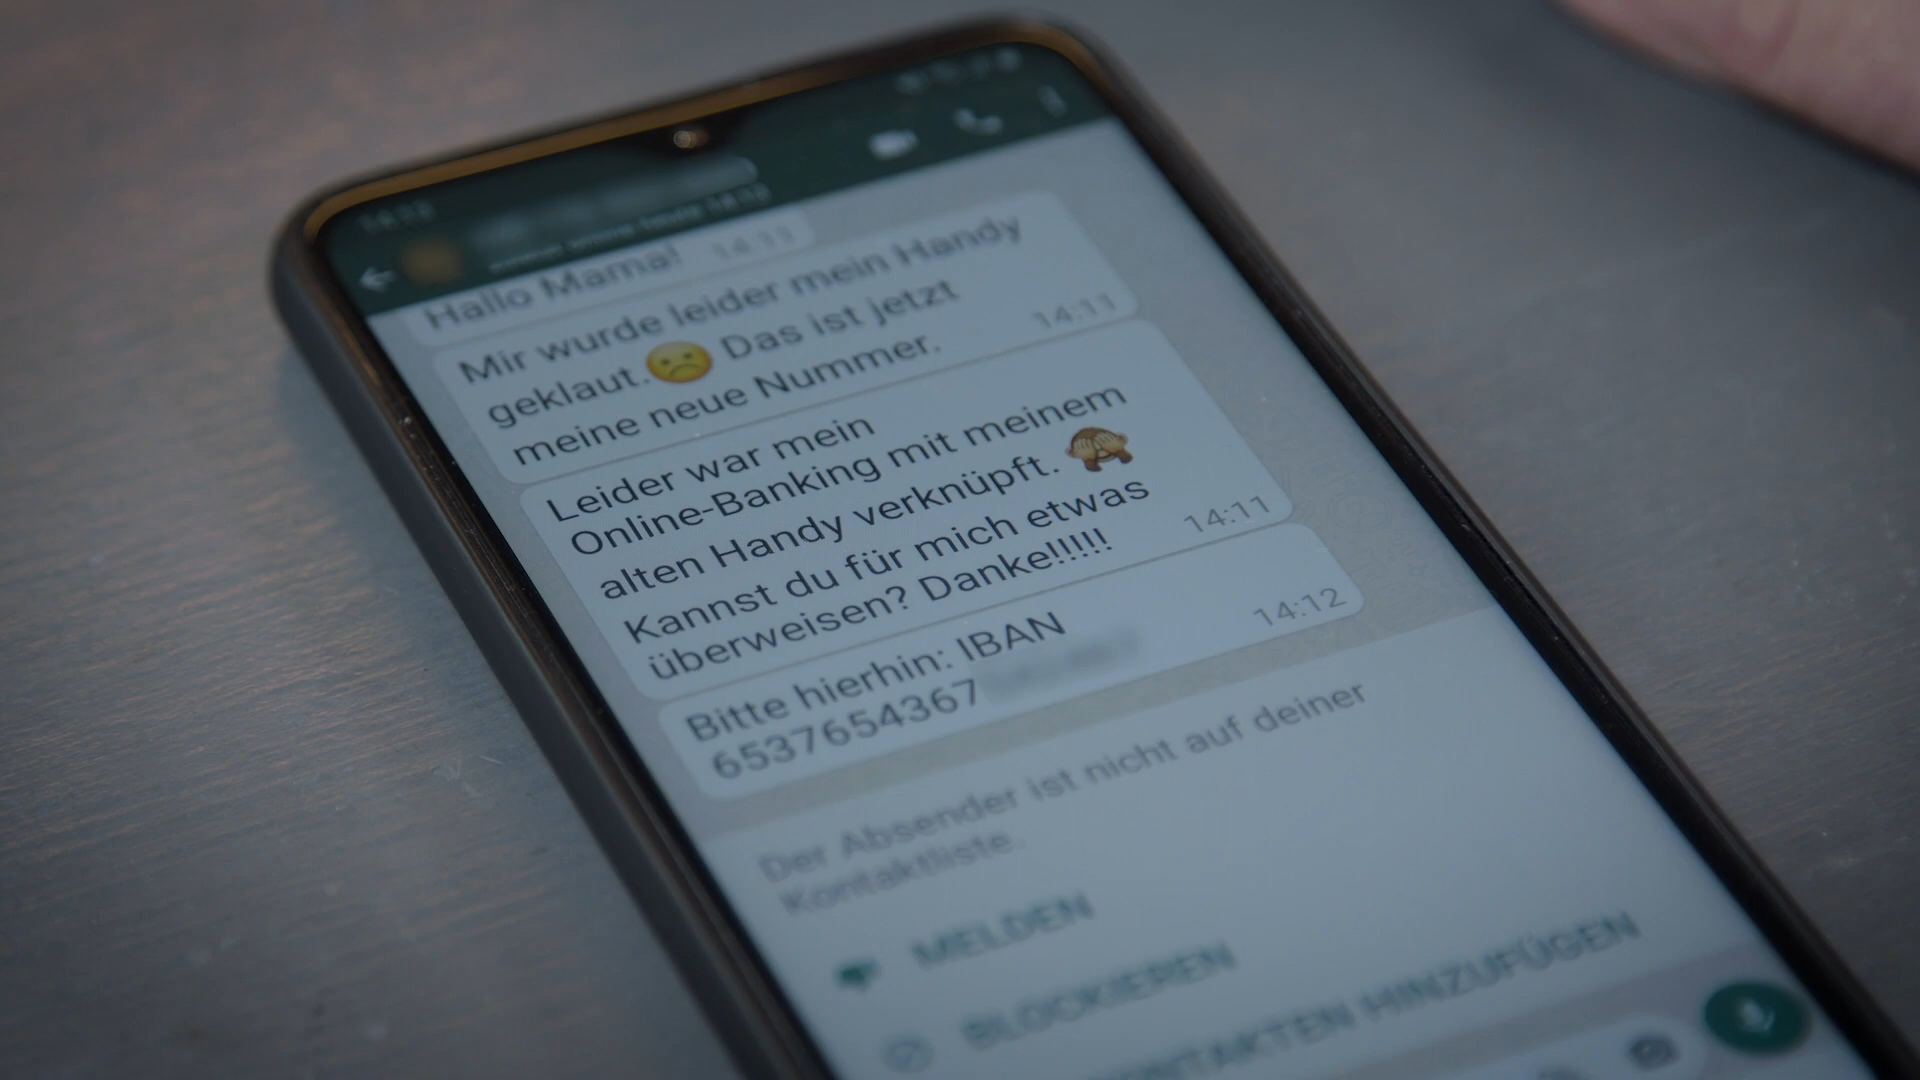 Hallo Mama! 14:11
Mir wurde leider mein Handy
geklaut.☹️ Das ist jetzt
meine neue Nummer. 14:11
Leider war mein
Online-Banking mit meinem
alten Handy verknüpft. 🙈
Kannst du für mich etwas
überweisen? Danke!!!!! 14:11
Bitte hierhin: IBAN
6537654367 14:12
Der Absender ist nicht auf deiner
Kontaktliste.
MELDEN
BLOCKIEREN
KONTAKTEN HINZUFÜGEN